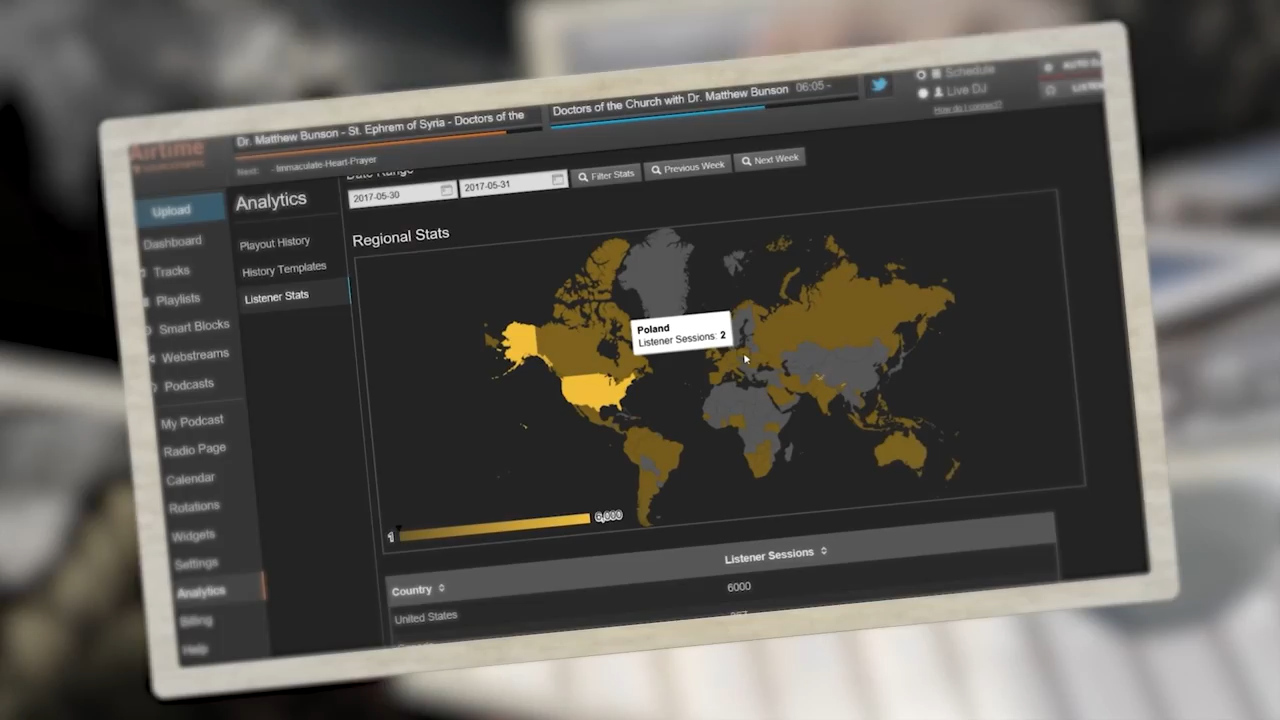 Airtime
Dr. Matthew Bunson - St. Ephrem of Syria - Doctors of the
Doctors of the Church with Dr. Matthew Bunson 06:05 -
Next: - Immaculate-Heart-Prayer
Schedule
Live DJ
How do I connect?
Upload
Dashboard
Tracks
Playlists
Smart Blocks
Webstreams
Podcasts
My Podcast
Radio Page
Calendar
Rotations
Widgets
Settings
Analytics
Billing
Help
Analytics
Playout History
History Templates
Listener Stats
Date Range
2017-05-30
2017-05-31
Filter Stats
Previous Week
Next Week
Regional Stats
Poland
Listener Sessions: 2
1
6,000
Country
Listener Sessions
United States
6000